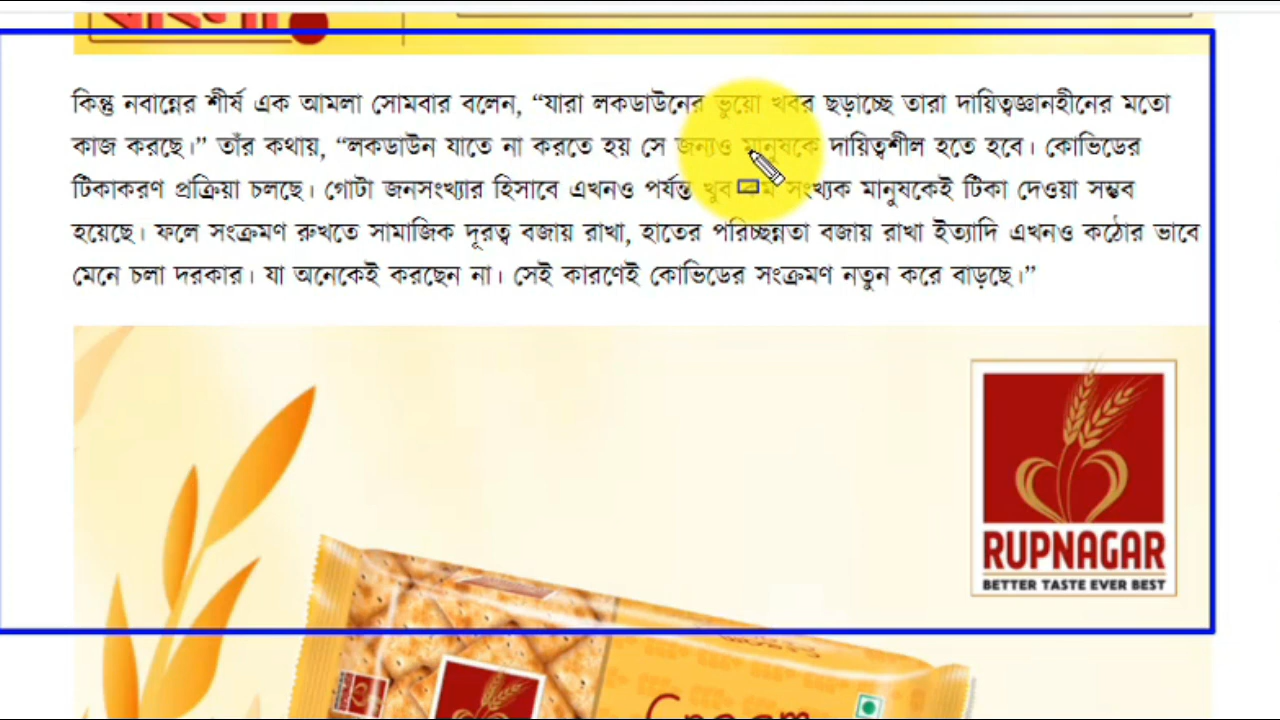 কিন্তু নবান্নের শীর্ষ এক আমলা সোমবার বলেন, “যারা লকডাউনের ভুয়ো খবর ছড়াচ্ছে তারা দায়িত্বজ্ঞানহীনের মতো
কাজ করছে।” তাঁর কথায়, “লকডাউন যাতে না করতে হয় সে জন্যও মানুষকে দায়িত্বশীল হতে হবে। কোভিডের
টিকাকরণ প্রক্রিয়া চলছে। গোটা জনসংখ্যার হিসাবে এখনও পর্যন্ত খুব কম সংখ্যক মানুষকেই টিকা দেওয়া সম্ভব
হয়েছে। ফলে সংক্রমণ রুখতে সামাজিক দূরত্ব বজায় রাখা, হাতের পরিচ্ছন্নতা বজায় রাখা ইত্যাদি এখনও কঠোর ভাবে
মেনে চলা দরকার। যা অনেকেই করছেন না। সেই কারণেই কোভিডের সংক্রমণ নতুন করে বাড়ছে।”
RUPNAGAR
BETTER TASTE EVER BEST